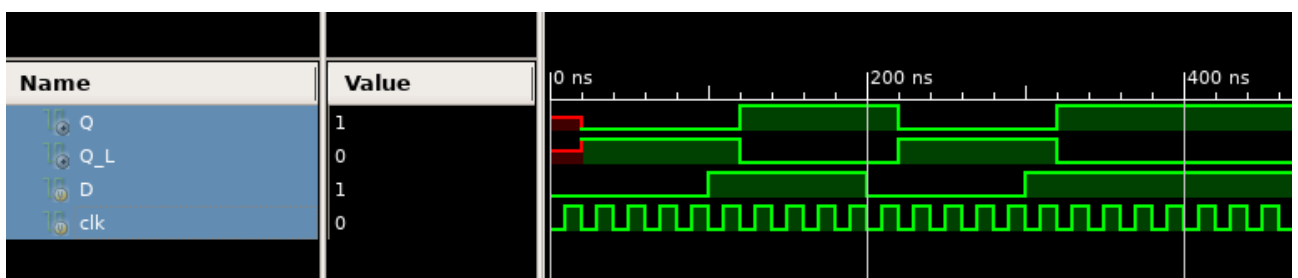 Name Value 0 ns 200 ns 400 ns
Q 1
Q_L 0
D 1
clk 0